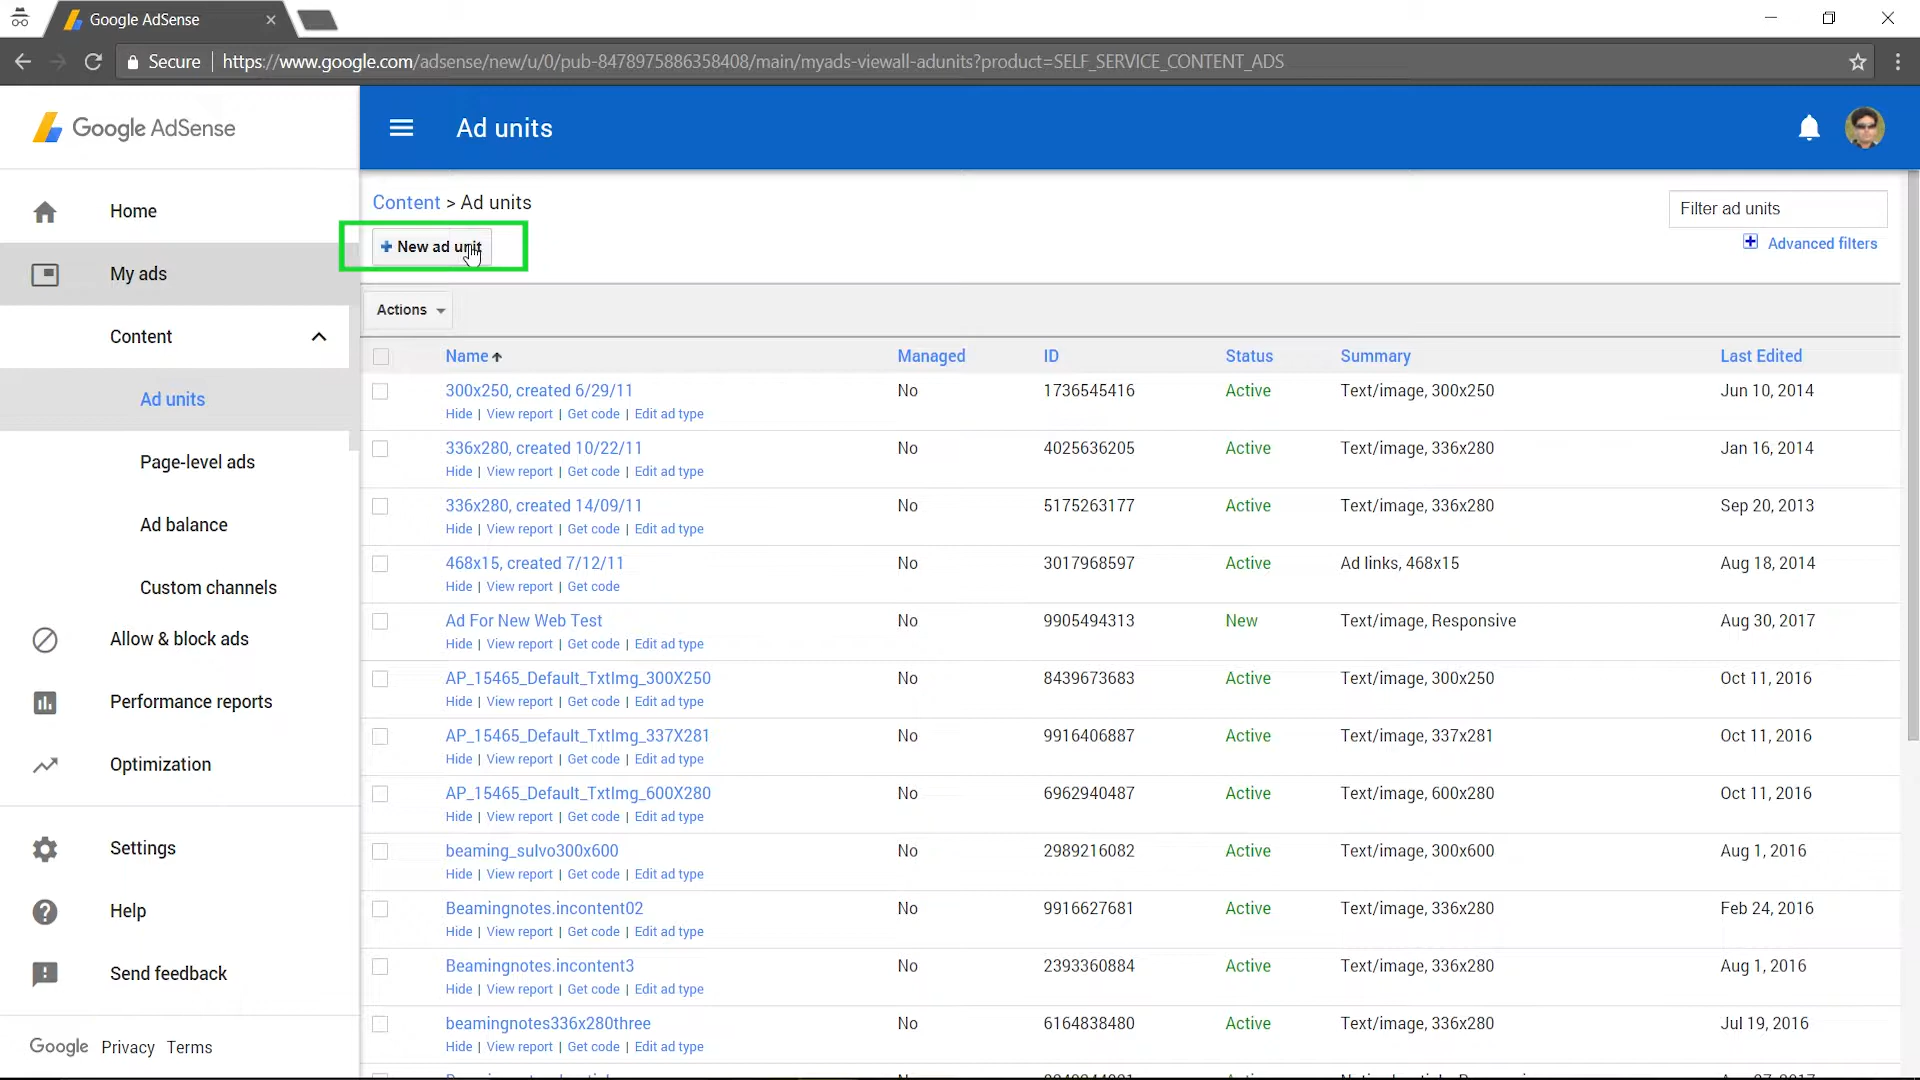 Google AdSense
Secure https://www.google.com/adsense/new/u/0/pub-8478975886358408/main/myads-viewall-adunits?product=SELF_SERVICE_CONTENT_ADS
Google AdSense
Ad units
Home
My ads
Content
Ad units
Page-level ads
Ad balance
Custom channels
Allow & block ads
Performance reports
Optimization
Settings
Help
Send feedback
Google Privacy Terms
Content > Ad units
Filter ad units
+ New ad unit
+ Advanced filters
Actions
Name Managed ID Status Summary Last Edited
300x250, created 6/29/11 No 1736545416 Active Text/image, 300x250 Jun 10, 2014
Hide | View report | Get code | Edit ad type
336x280, created 10/22/11 No 4025636205 Active Text/image, 336x280 Jan 16, 2014
Hide | View report | Get code | Edit ad type
336x280, created 14/09/11 No 5175263177 Active Text/image, 336x280 Sep 20, 2013
Hide | View report | Get code | Edit ad type
468x15, created 7/12/11 No 3017968597 Active Ad links, 468x15 Aug 18, 2014
Hide | View report | Get code
Ad For New Web Test No 9905494313 New Text/image, Responsive Aug 30, 2017
Hide | View report | Get code | Edit ad type
AP_15465_Default_TxtImg_300X250 No 8439673683 Active Text/image, 300x250 Oct 11, 2016
Hide | View report | Get code | Edit ad type
AP_15465_Default_TxtImg_337X281 No 9916406887 Active Text/image, 337x281 Oct 11, 2016
Hide | View report | Get code | Edit ad type
AP_15465_Default_TxtImg_600X280 No 6962940487 Active Text/image, 600x280 Oct 11, 2016
Hide | View report | Get code | Edit ad type
beaming_sulvo300x600 No 2989216082 Active Text/image, 300x600 Aug 1, 2016
Hide | View report | Get code | Edit ad type
Beamingnotes.incontent02 No 9916627681 Active Text/image, 336x280 Feb 24, 2016
Hide | View report | Get code | Edit ad type
Beamingnotes.incontent3 No 2393360884 Active Text/image, 336x280 Aug 1, 2016
Hide | View report | Get code | Edit ad type
beamingnotes336x280three No 6164838480 Active Text/image, 336x280 Jul 19, 2016
Hide | View report | Get code | Edit ad type